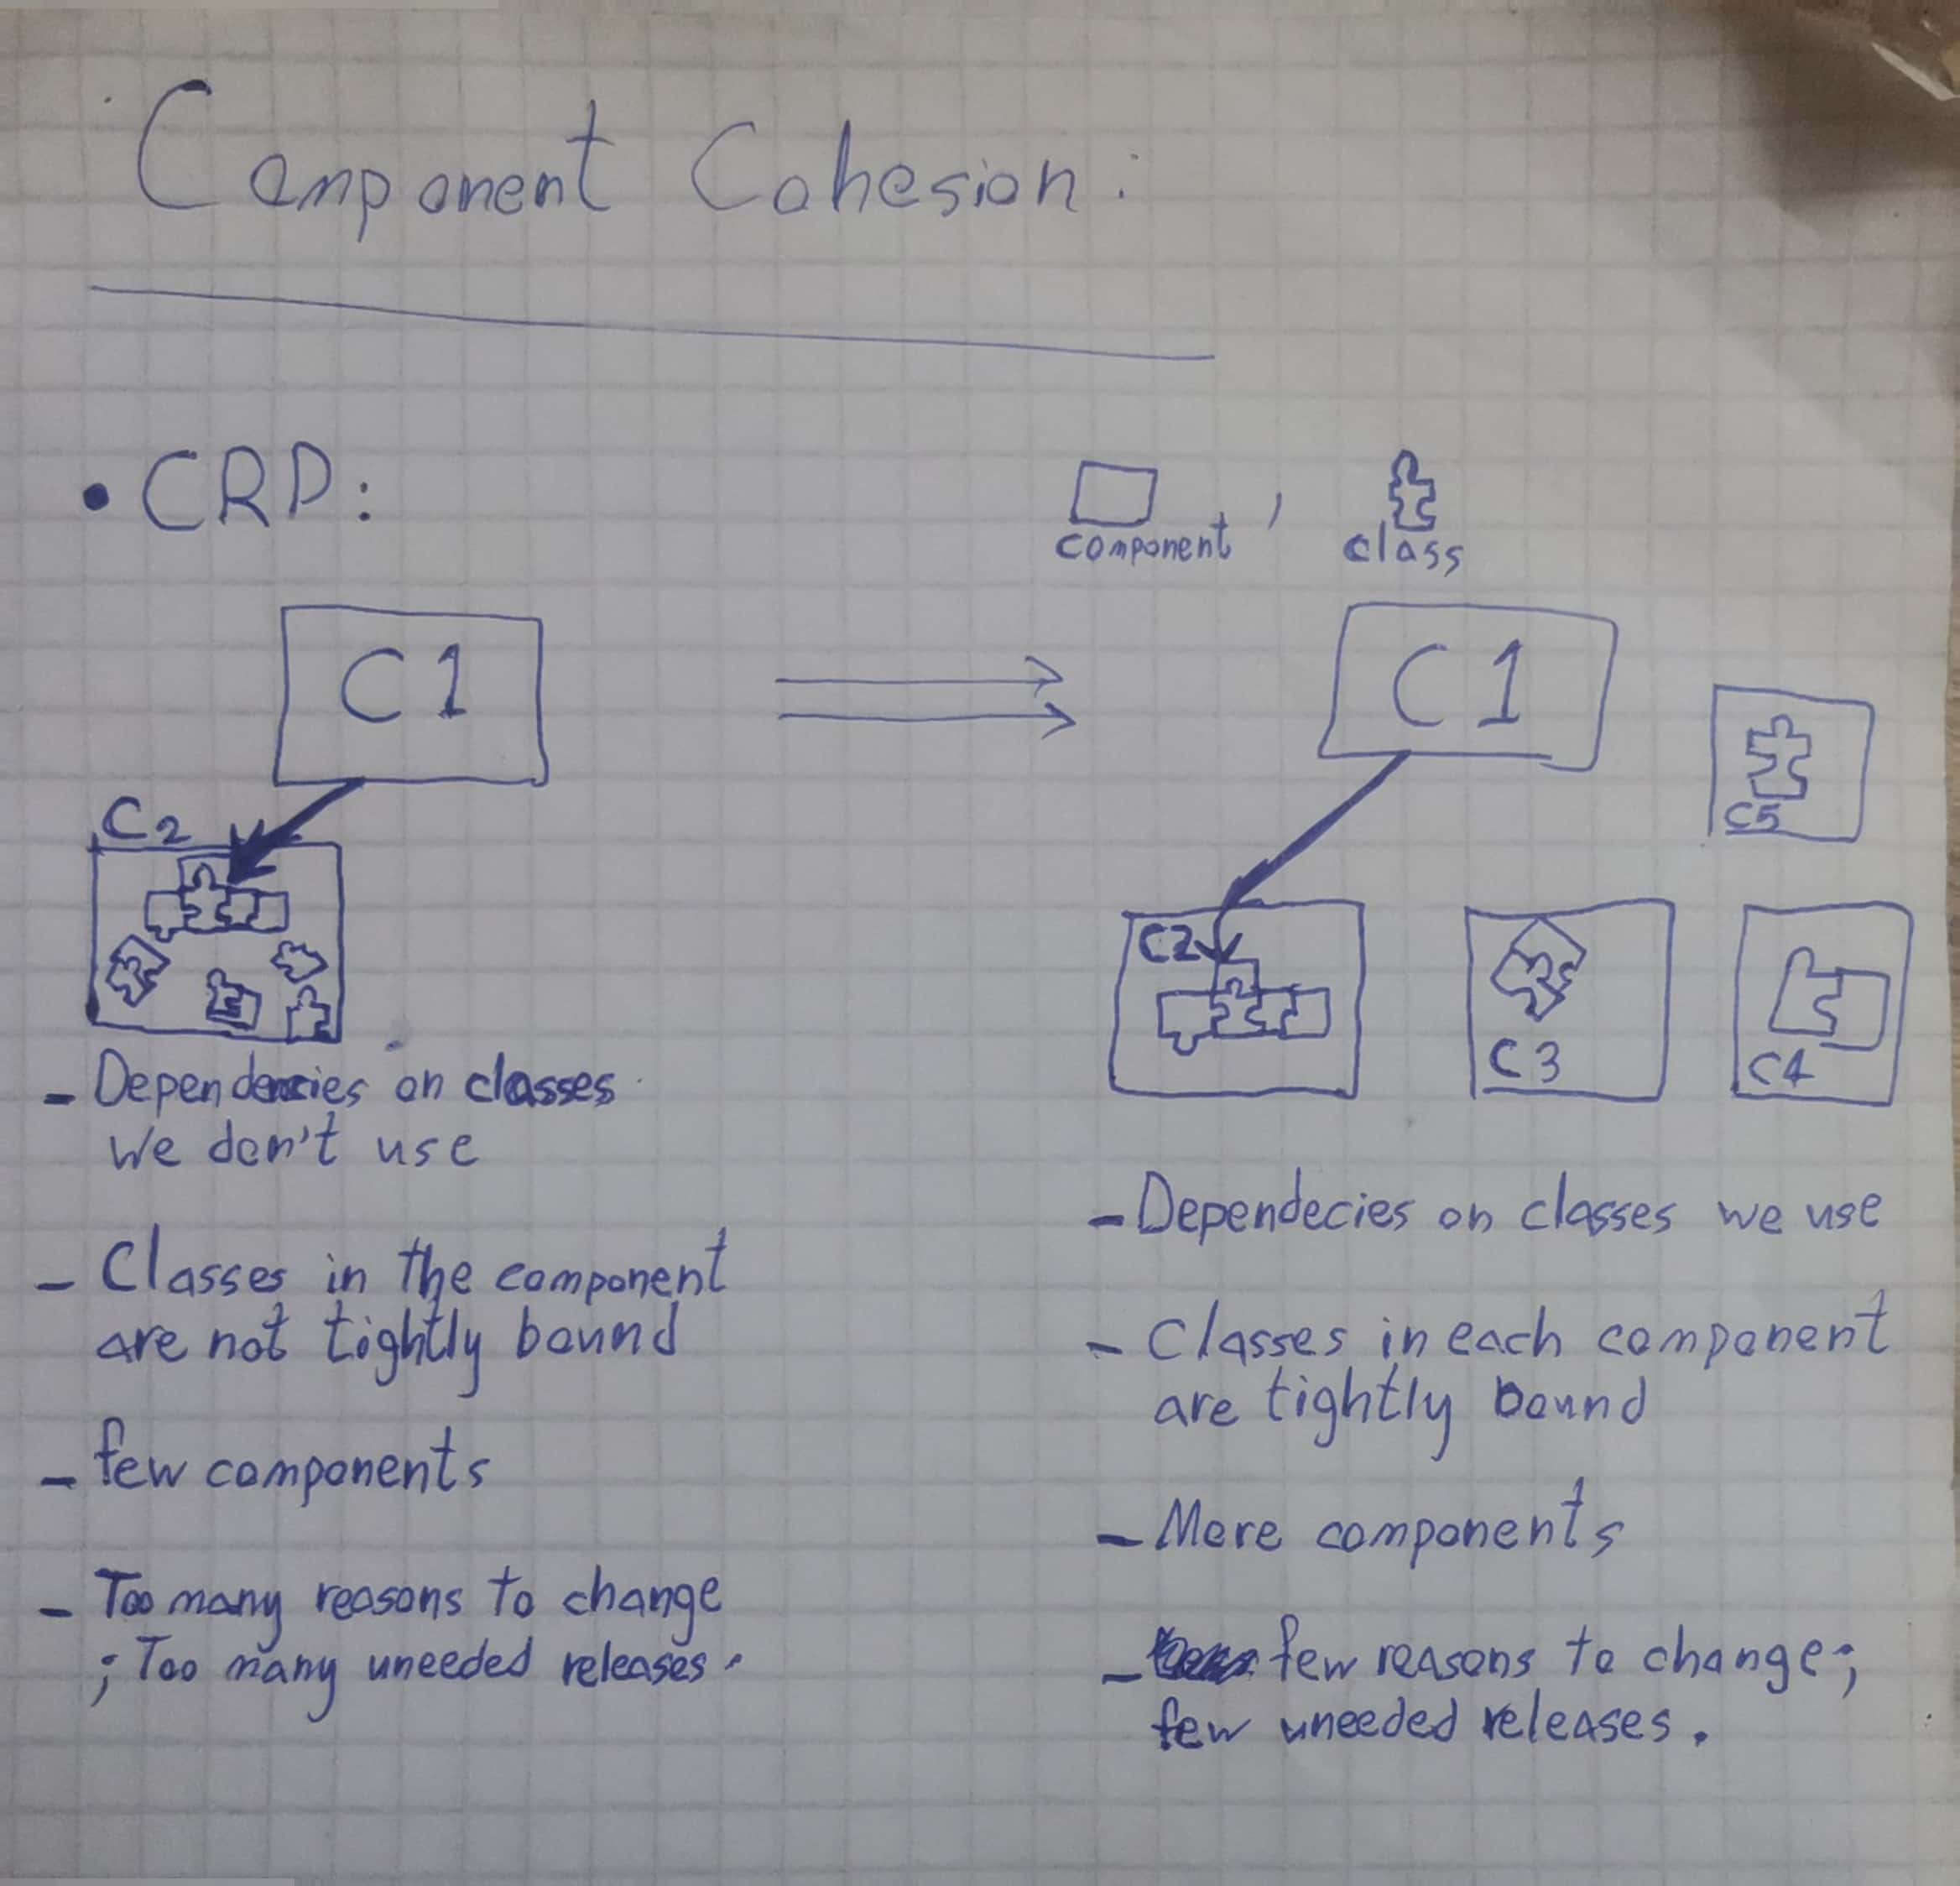 Component Cohesion:
• CRP:
component , class
C1
C2
- Dependencies on classes
we don't use
- Classes in the component
are not tightly bound
- few components
- Too many reasons to change
; Too many uneeded releases.
C1
C5
C2
C3
C4
- Dependecies on classes we use
- Classes in each component
are tightly bound
- More components
- few reasons to change;
few uneeded releases.